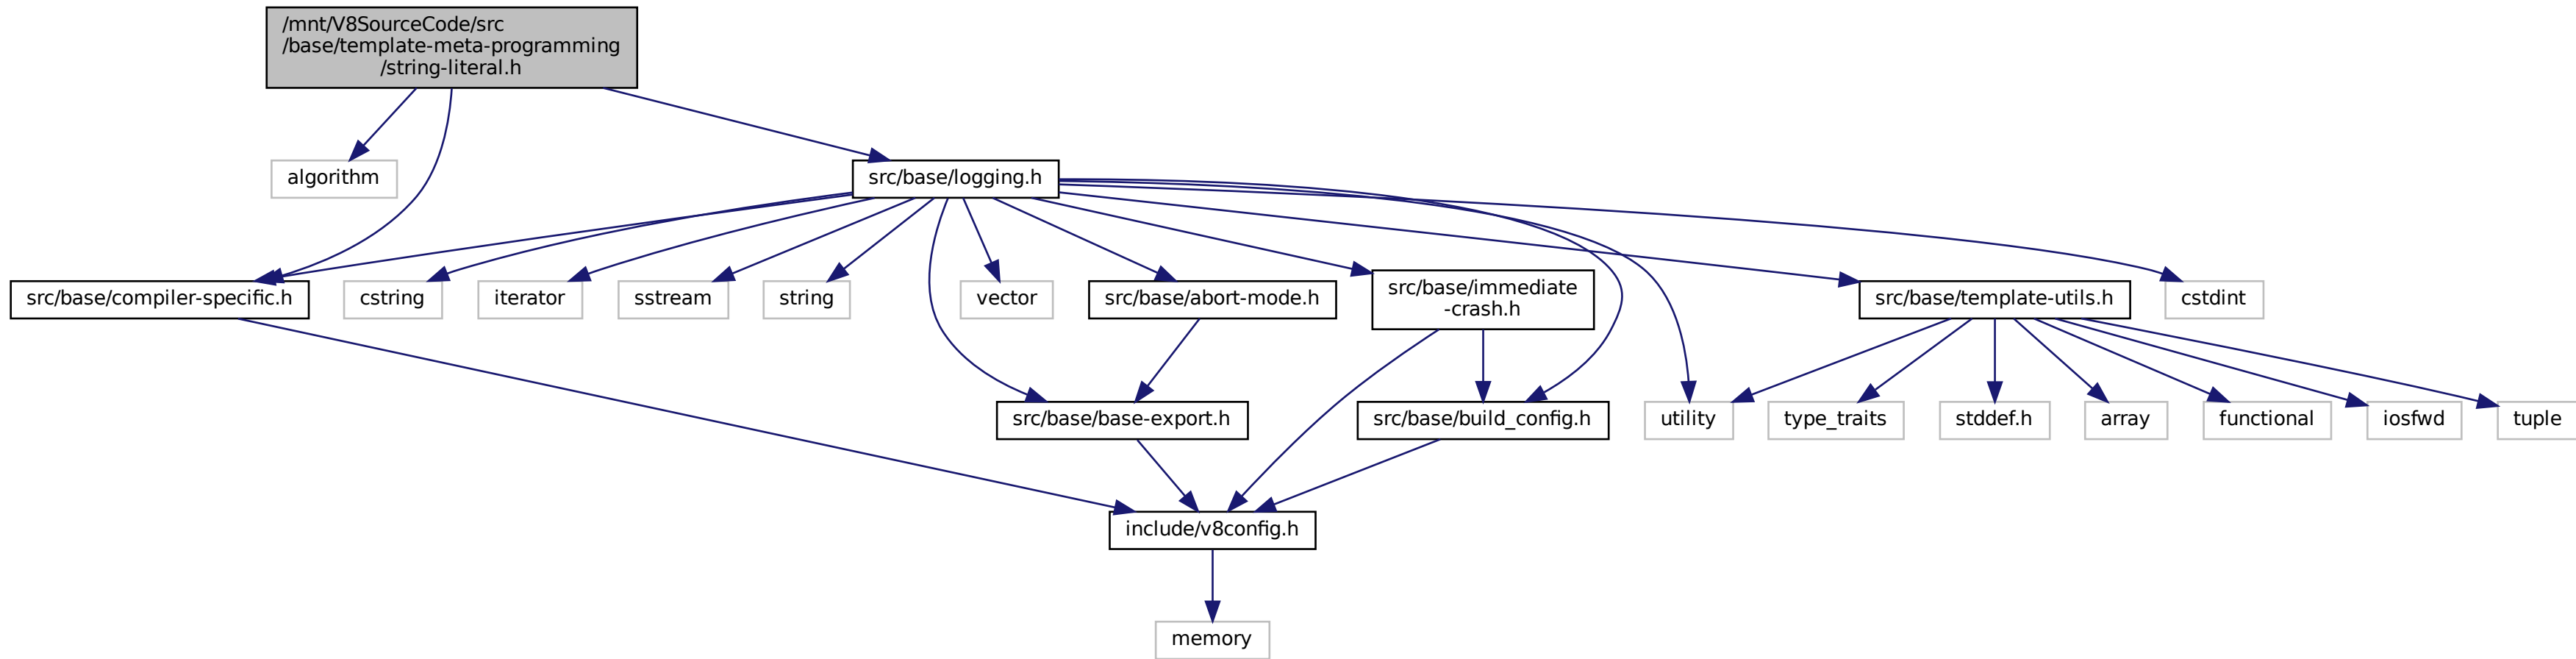 /mnt/V8SourceCode/src
/base/template-meta-programming
/string-literal.h
algorithm
src/base/logging.h
src/base/compiler-specific.h
cstring
iterator
sstream
string
vector
src/base/abort-mode.h
src/base/immediate
-crash.h
src/base/template-utils.h
cstdint
src/base/base-export.h
src/base/build_config.h
utility
type_traits
stddef.h
array
functional
iosfwd
tuple
include/v8config.h
memory